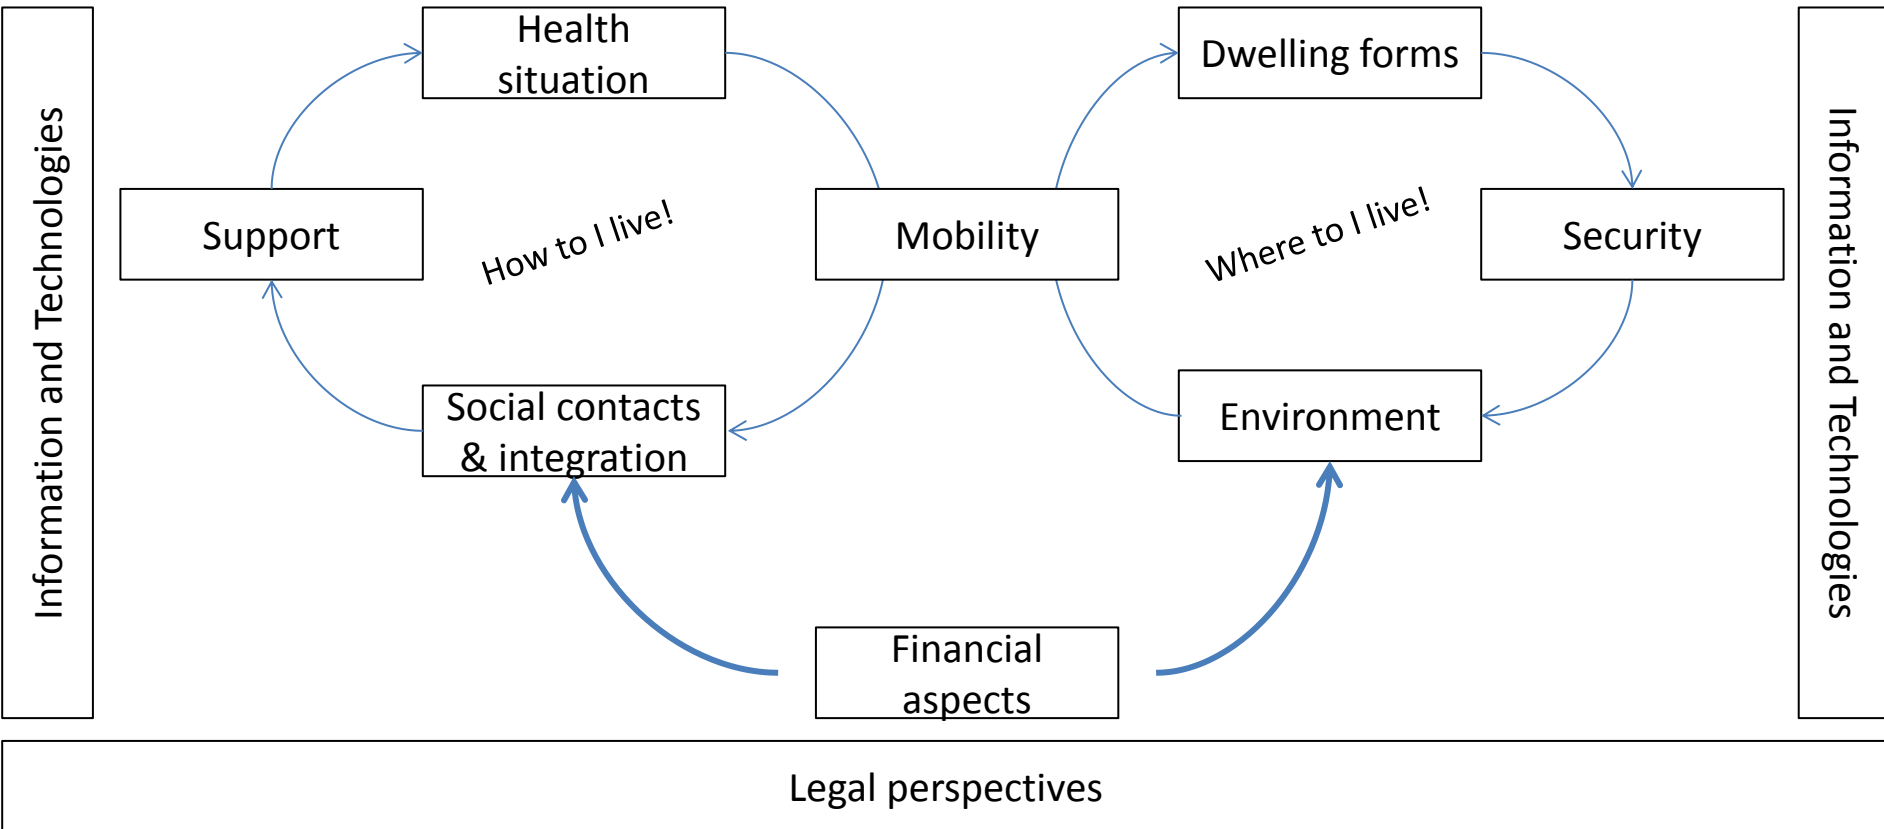 Health
situation
Dwelling forms
Information and Technologies
Information and Technologies
Support
How to I live!
Mobility
Where to I live!
Security
Social contacts
& integration
Environment
Financial
aspects
Legal perspectives